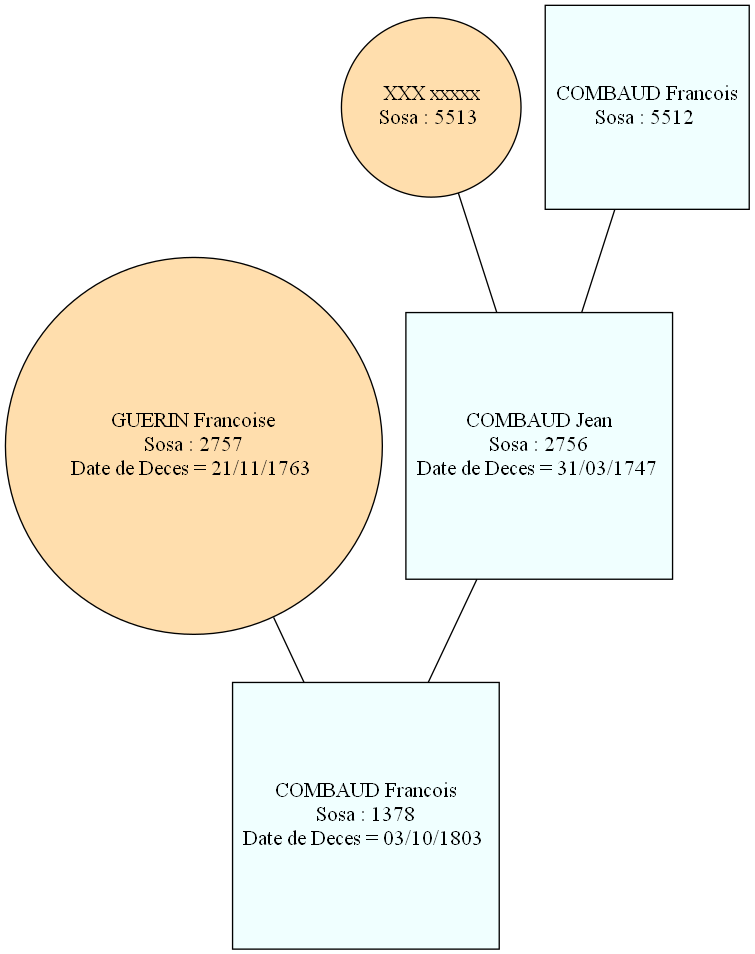 XXX xxxxx
Sosa : 5513
COMBAUD Francois
Sosa : 5512
GUERIN Francoise
Sosa : 2757
Date de Deces = 21/11/1763
COMBAUD Jean
Sosa : 2756
Date de Deces = 31/03/1747
COMBAUD Francois
Sosa : 1378
Date de Deces = 03/10/1803